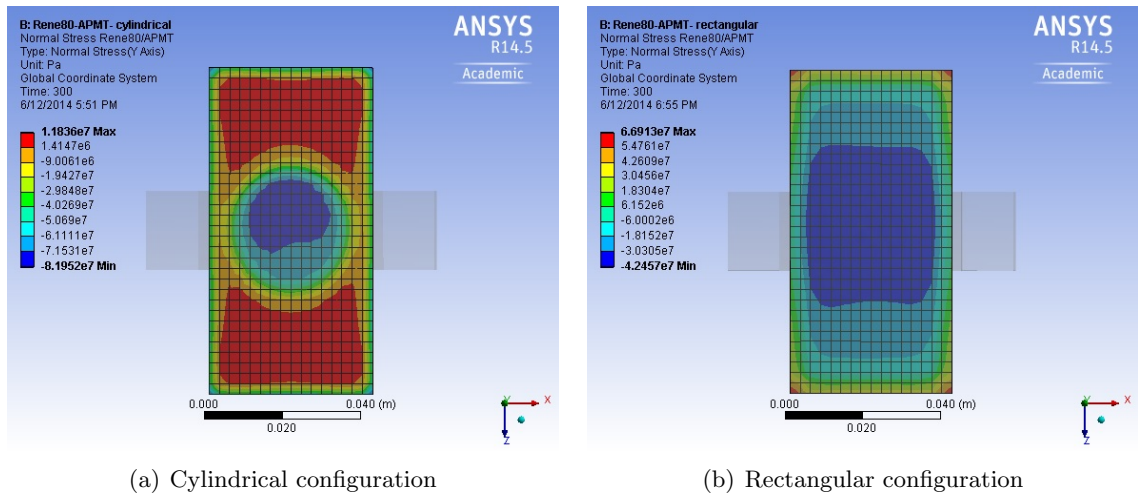 B: Rene80-APMT- cylindrical
Normal Stress Rene80/APMT
Type: Normal Stress(Y Axis)
Unit: Pa
Global Coordinate System
Time: 300
6/12/2014 5:51 PM
ANSYS
R14.5
Academic
1.1836e7 Max
1.4147e6
-9.0061e6
-1.9427e7
-2.9848e7
-4.0269e7
-5.069e7
-6.1111e7
-7.1531e7
-8.1952e7 Min
0.000
0.040 (m)
0.020
Y
X
Z
(a) Cylindrical configuration
B: Rene80-APMT- rectangular
Normal Stress Rene80/APMT
Type: Normal Stress(Y Axis)
Unit: Pa
Global Coordinate System
Time: 300
6/12/2014 6:55 PM
ANSYS
R14.5
Academic
6.6913e7 Max
5.4761e7
4.2609e7
3.0456e7
1.8304e7
6.152e6
-6.0002e6
-1.8152e7
-3.0305e7
-4.2457e7 Min
0.000
0.040 (m)
0.020
Y
X
Z
(b) Rectangular configuration